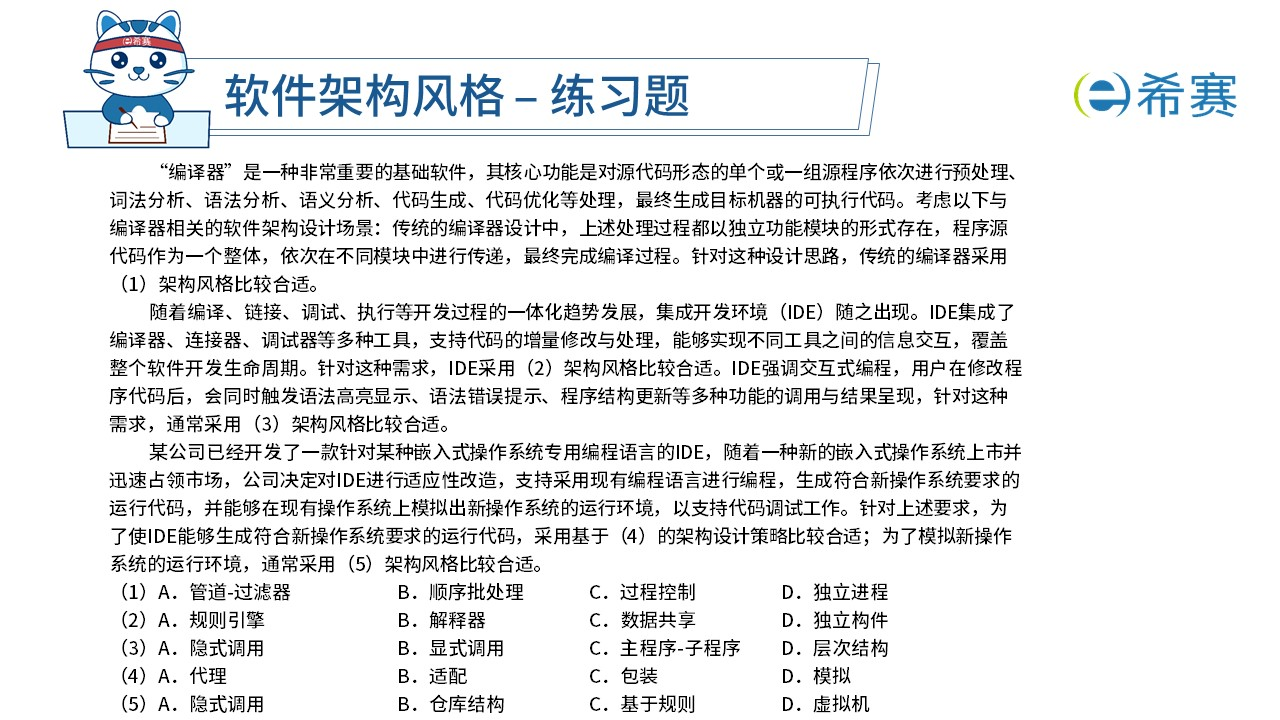 希赛
软件架构风格 – 练习题
希赛
“编译器”是一种非常重要的基础软件，其核心功能是对源代码形态的单个或一组源程序依次进行预处理、
词法分析、语法分析、语义分析、代码生成、代码优化等处理，最终生成目标机器的可执行代码。考虑以下与
编译器相关的软件架构设计场景：传统的编译器设计中，上述处理过程都以独立功能模块的形式存在，程序源
代码作为一个整体，依次在不同模块中进行传递，最终完成编译过程。针对这种设计思路，传统的编译器采用
（1）架构风格比较合适。
随着编译、链接、调试、执行等开发过程的一体化趋势发展，集成开发环境（IDE）随之出现。IDE集成了
编译器、连接器、调试器等多种工具，支持代码的增量修改与处理，能够实现不同工具之间的信息交互，覆盖
整个软件开发生命周期。针对这种需求，IDE采用（2）架构风格比较合适。IDE强调交互式编程，用户在修改程
序代码后，会同时触发语法高亮显示、语法错误提示、程序结构更新等多种功能的调用与结果呈现，针对这种
需求，通常采用（3）架构风格比较合适。
某公司已经开发了一款针对某种嵌入式操作系统专用编程语言的IDE，随着一种新的嵌入式操作系统上市并
迅速占领市场，公司决定对IDE进行适应性改造，支持采用现有编程语言进行编程，生成符合新操作系统要求的
运行代码，并能够在现有操作系统上模拟出新操作系统的运行环境，以支持代码调试工作。针对上述要求，为
了使IDE能够生成符合新操作系统要求的运行代码，采用基于（4）的架构设计策略比较合适；为了模拟新操作
系统的运行环境，通常采用（5）架构风格比较合适。
（1）A．管道-过滤器 B．顺序批处理 C．过程控制 D．独立进程
（2）A．规则引擎 B．解释器 C．数据共享 D．独立构件
（3）A．隐式调用 B．显式调用 C．主程序-子程序 D．层次结构
（4）A．代理 B．适配 C．包装 D．模拟
（5）A．隐式调用 B．仓库结构 C．基于规则 D．虚拟机